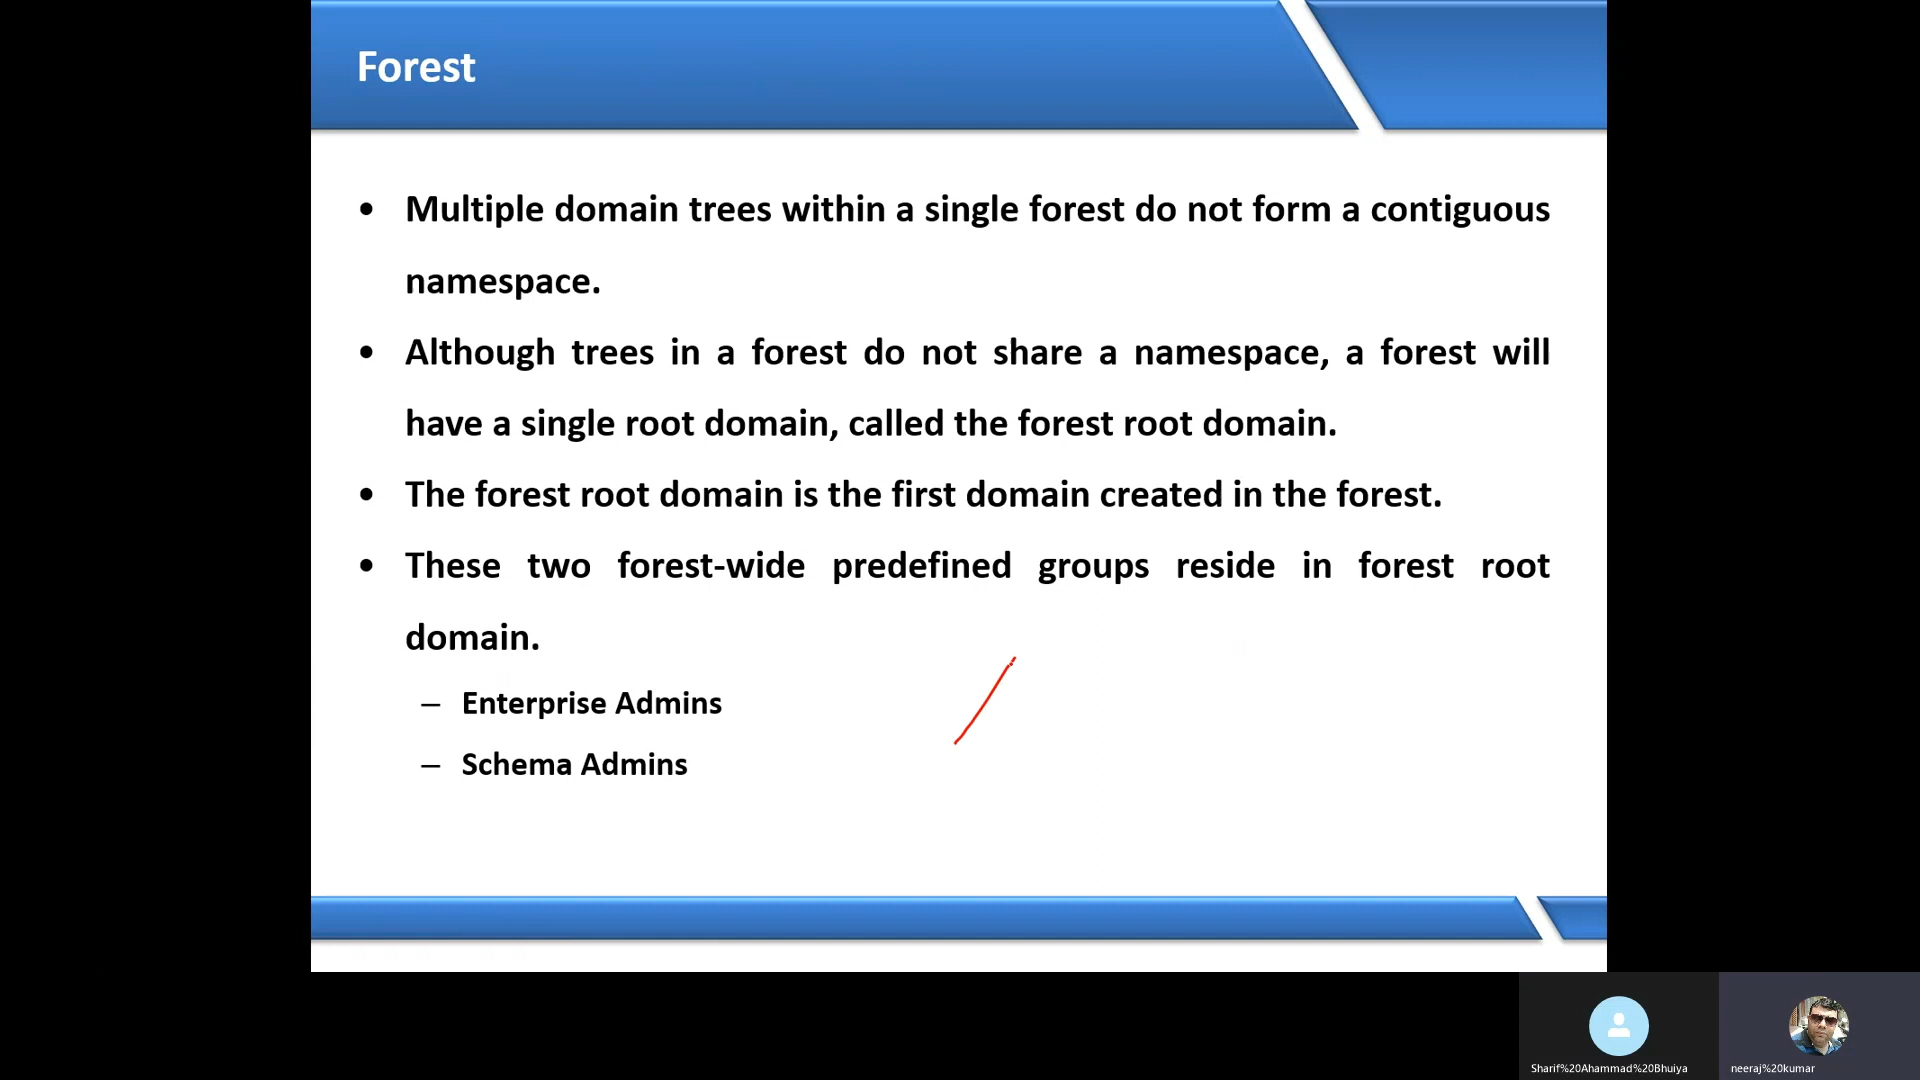 Forest
• Multiple domain trees within a single forest do not form a contiguous
namespace.
• Although trees in a forest do not share a namespace, a forest will
have a single root domain, called the forest root domain.
• The forest root domain is the first domain created in the forest.
• These two forest-wide predefined groups reside in forest root
domain.
– Enterprise Admins
– Schema Admins
Sharif%20Ahammad%20Bhuiya
neeraj%20kumar